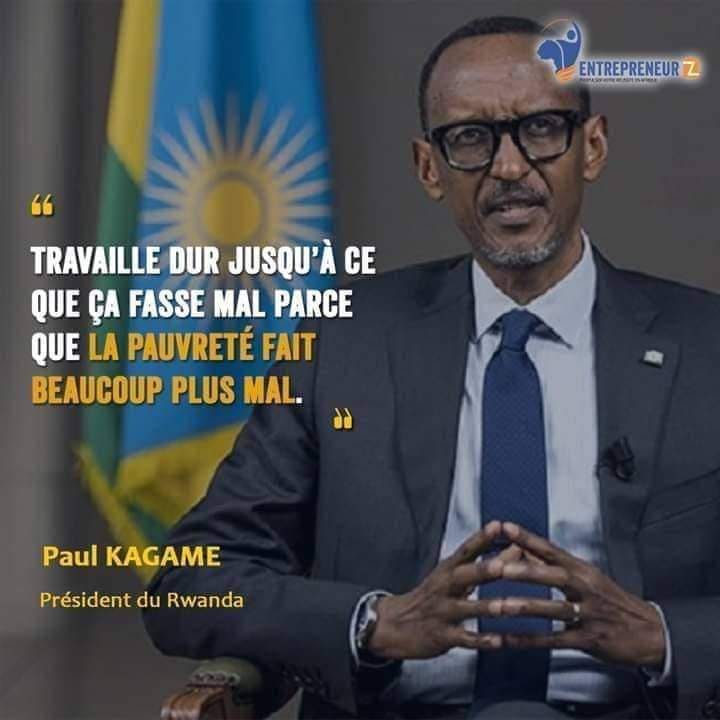 ENTREPRENEUR Z
“
TRAVAILLE DUR JUSQU'À CE
QUE ÇA FASSE MAL PARCE
QUE LA PAUVRETÉ FAIT
BEAUCOUP PLUS MAL.
”
Paul KAGAME
Président du Rwanda